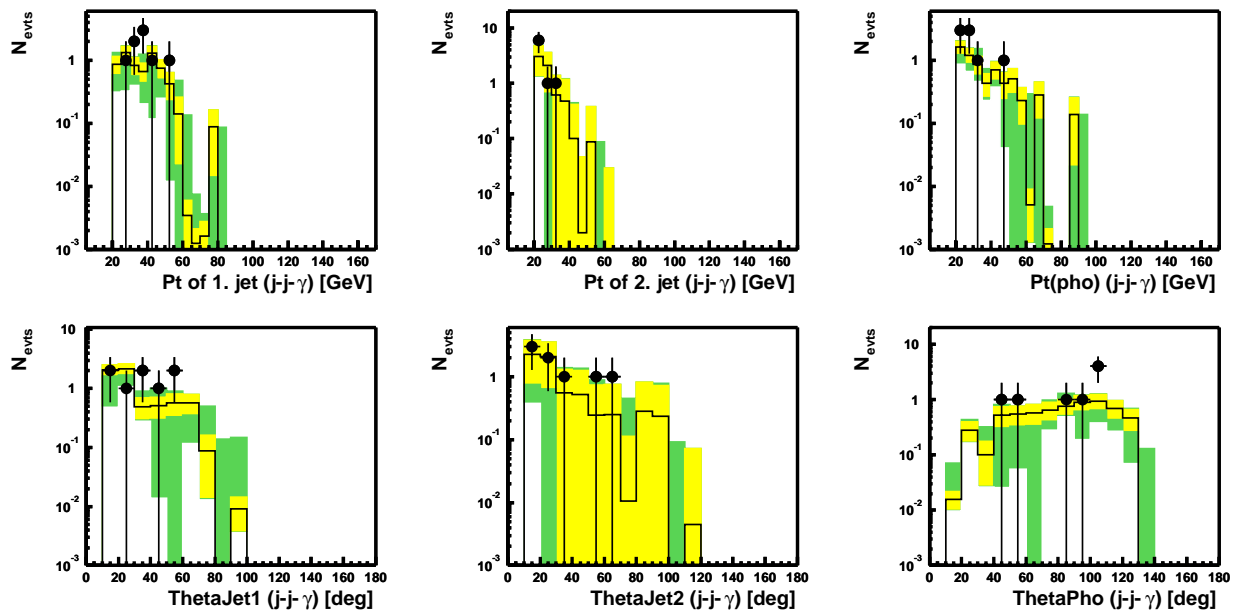 N_evts
1
10^-1
10^-2
10^-3
20 40 60 80 100 120 140 160
Pt of 1. jet (j-j-γ) [GeV]
N_evts
10
1
10^-1
10^-2
10^-3
20 40 60 80 100 120 140 160
Pt of 2. jet (j-j-γ) [GeV]
N_evts
1
10^-1
10^-2
10^-3
20 40 60 80 100 120 140 160
Pt(pho) (j-j-γ) [GeV]
N_evts
10
1
10^-1
10^-2
10^-3
0 20 40 60 80 100 120 140 160 180
ThetaJet1 (j-j-γ) [deg]
N_evts
1
10^-1
10^-2
10^-3
0 20 40 60 80 100 120 140 160 180
ThetaJet2 (j-j-γ) [deg]
N_evts
10
1
10^-1
10^-2
10^-3
0 20 40 60 80 100 120 140 160 180
ThetaPho (j-j-γ) [deg]